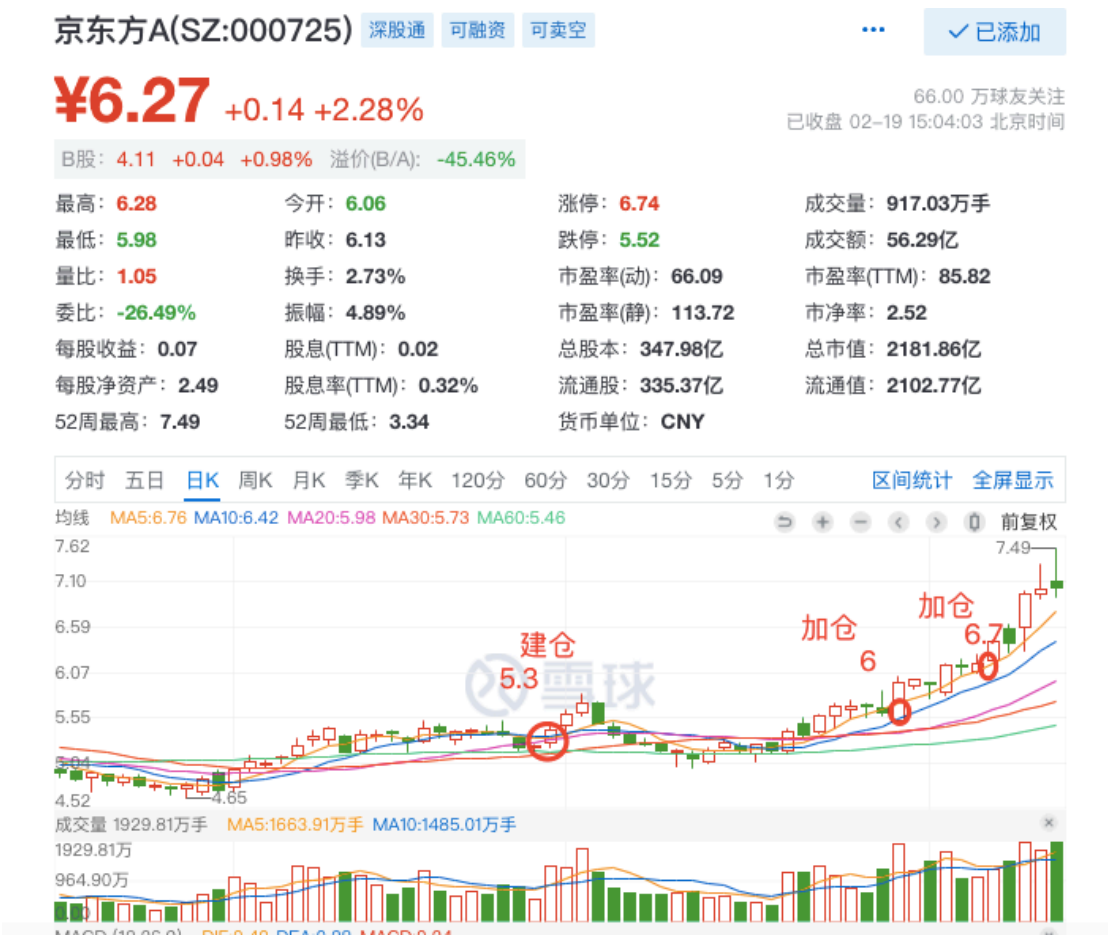 京东方A(SZ:000725) 深股通 可融资 可卖空 ••• 已添加
¥6.27 +0.14 +2.28%
66.00 万球友关注
已收盘 02-19 15:04:03 北京时间
B股: 4.11 +0.04 +0.98% 溢价(B/A): -45.46%
最高: 6.28 今开: 6.06 涨停: 6.74 成交量: 917.03万手
最低: 5.98 昨收: 6.13 跌停: 5.52 成交额: 56.29亿
量比: 1.05 换手: 2.73% 市盈率(动): 66.09 市盈率(TTM): 85.82
委比: -26.49% 振幅: 4.89% 市盈率(静): 113.72 市净率: 2.52
每股收益: 0.07 股息(TTM): 0.02 总股本: 347.98亿 总市值: 2181.86亿
每股净资产: 2.49 股息率(TTM): 0.32% 流通股: 335.37亿 流通值: 2102.77亿
52周最高: 7.49 52周最低: 3.34 货币单位: CNY
分时 五日 日K 周K 月K 季K 年K 120分 60分 30分 15分 5分 1分 区间统计 全屏显示
均线 MA5:6.76 MA10:6.42 MA20:5.98 MA30:5.73 MA60:5.46 前复权
7.62
7.49
7.10
加仓
加仓
6.59
6.7
建仓
6
6.07
5.3
雪球
5.55
5.04
4.52
4.65
成交量 1929.81万手 MA5:1663.91万手 MA10:1485.01万手
1929.81万
964.90万
0.00